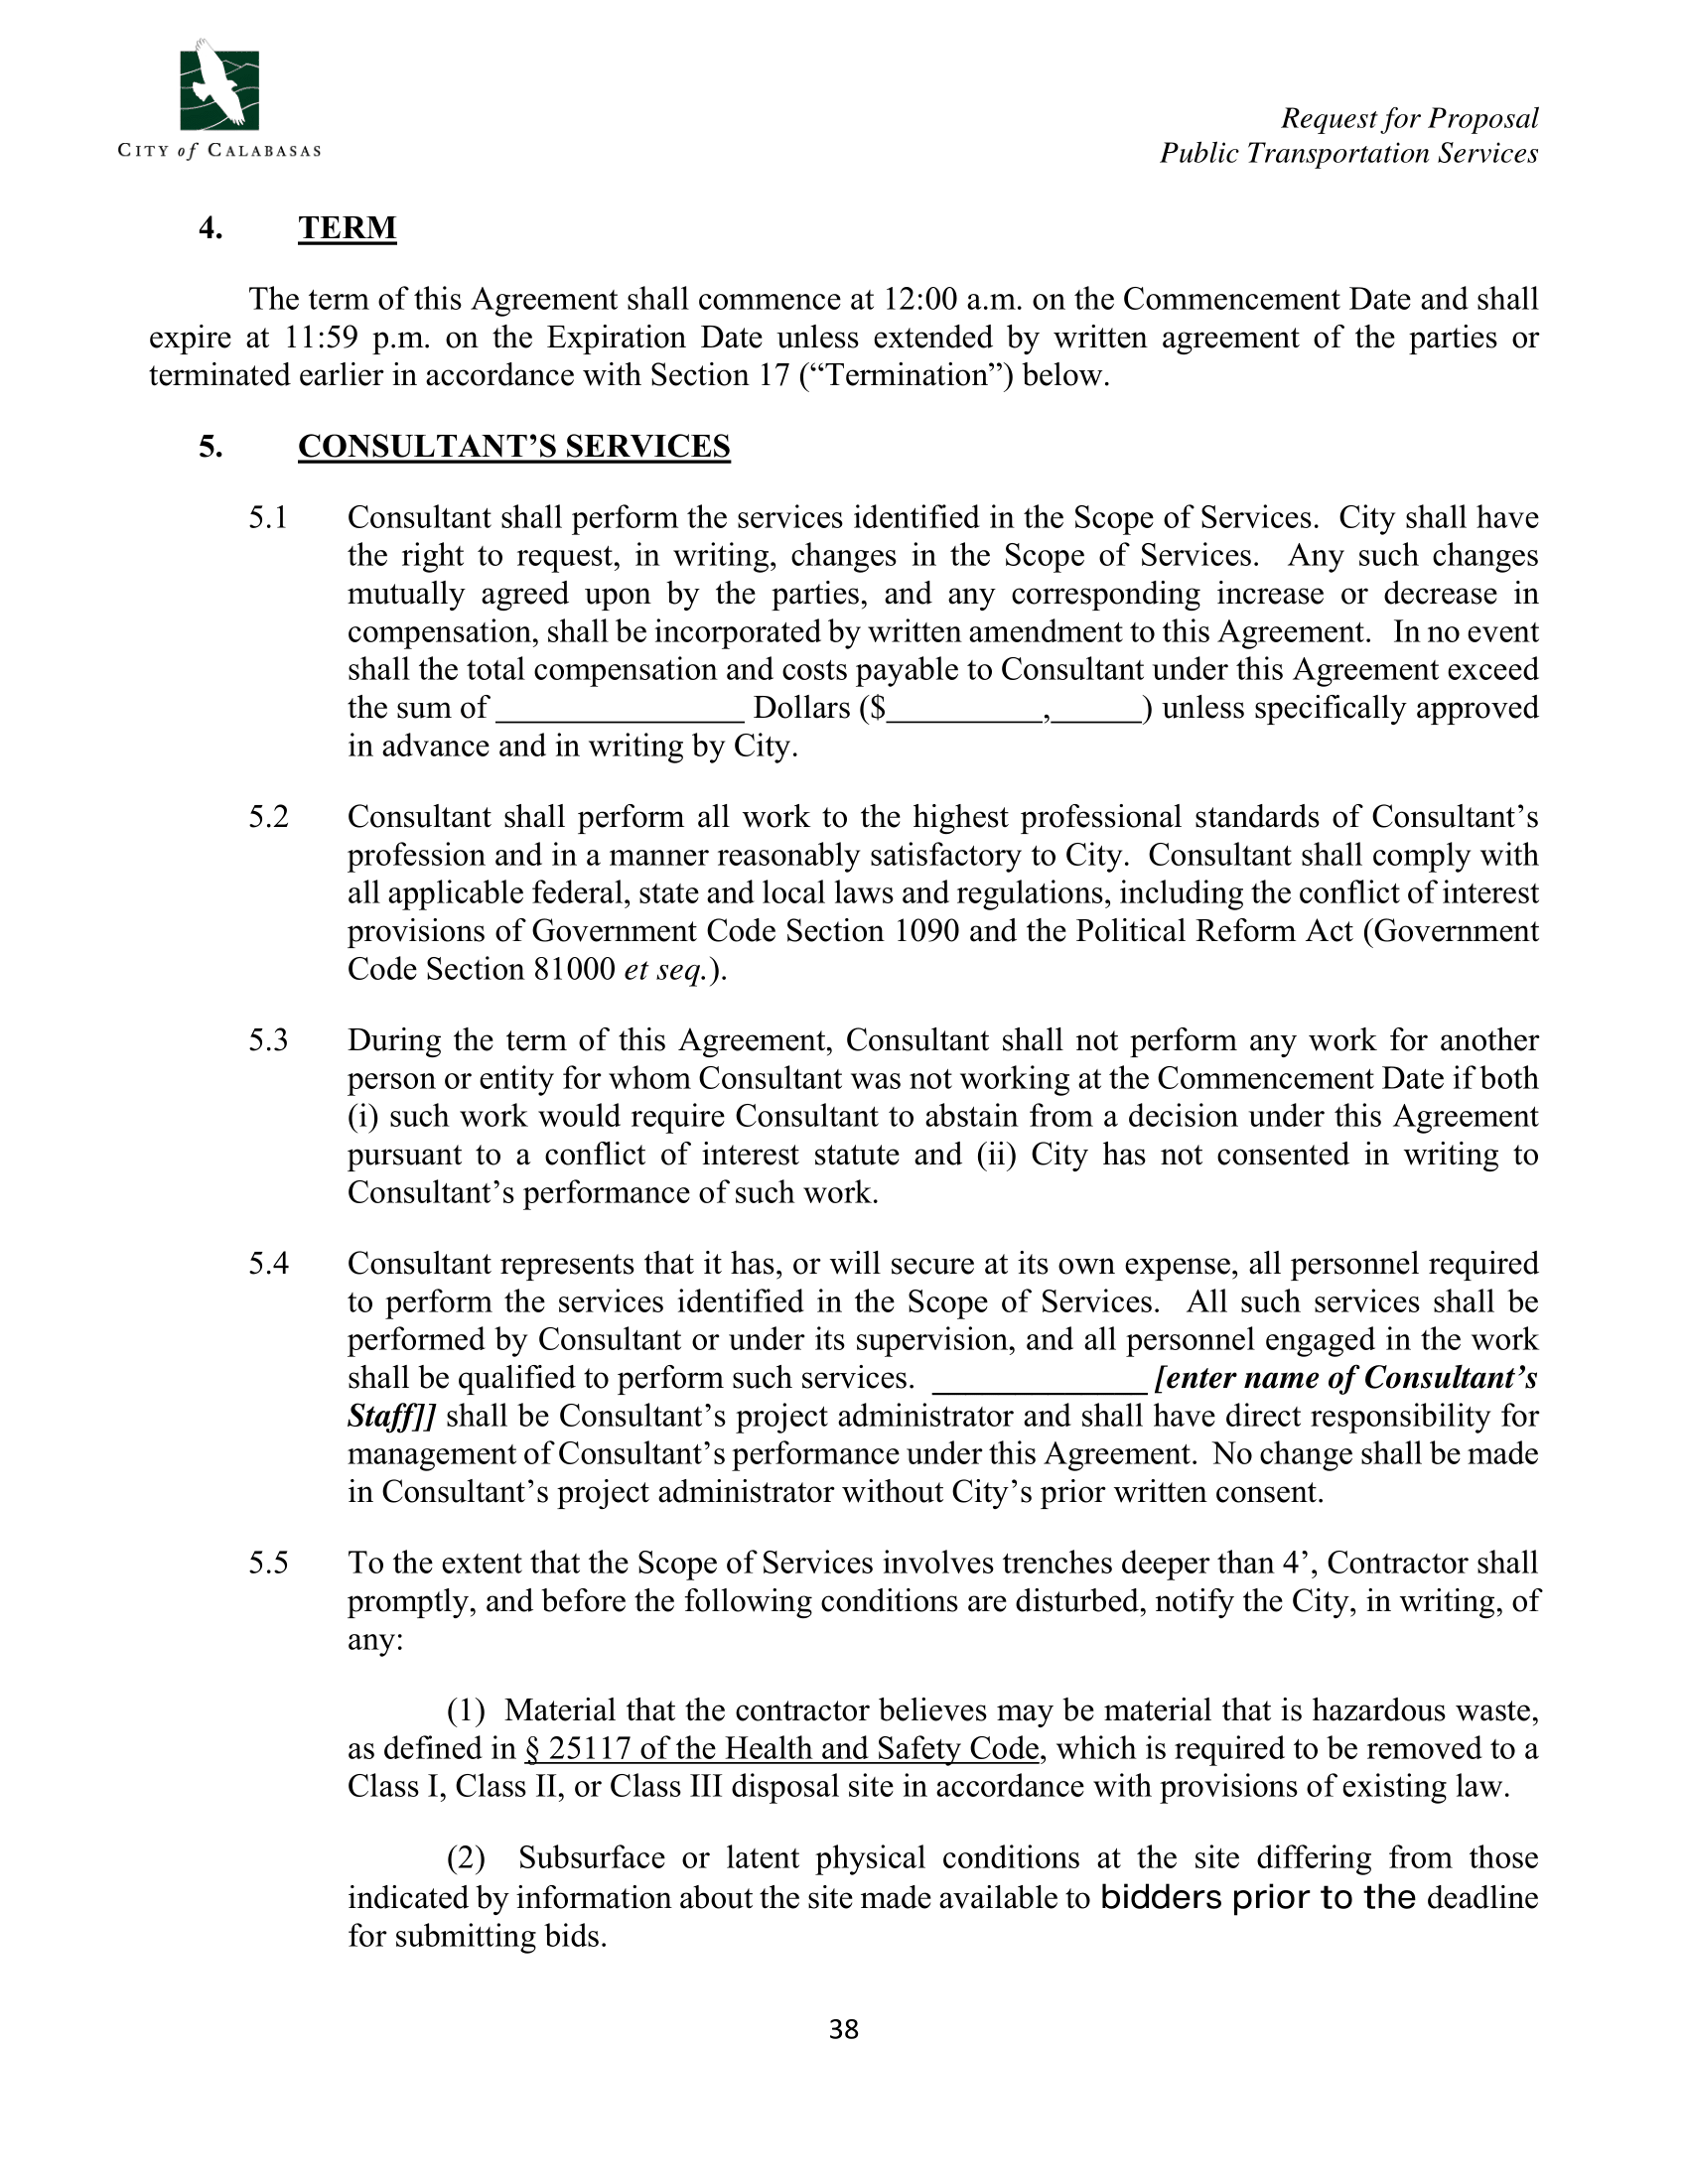 CITY of CALABASAS
Request for Proposal
Public Transportation Services
4. TERM
The term of this Agreement shall commence at 12:00 a.m. on the Commencement Date and shall
expire at 11:59 p.m. on the Expiration Date unless extended by written agreement of the parties or
terminated earlier in accordance with Section 17 (“Termination”) below.
5. CONSULTANT’S SERVICES
5.1 Consultant shall perform the services identified in the Scope of Services. City shall have
the right to request, in writing, changes in the Scope of Services. Any such changes
mutually agreed upon by the parties, and any corresponding increase or decrease in
compensation, shall be incorporated by written amendment to this Agreement. In no event
shall the total compensation and costs payable to Consultant under this Agreement exceed
the sum of _______________ Dollars ($_________,_____) unless specifically approved
in advance and in writing by City.
5.2 Consultant shall perform all work to the highest professional standards of Consultant’s
profession and in a manner reasonably satisfactory to City. Consultant shall comply with
all applicable federal, state and local laws and regulations, including the conflict of interest
provisions of Government Code Section 1090 and the Political Reform Act (Government
Code Section 81000 et seq.).
5.3 During the term of this Agreement, Consultant shall not perform any work for another
person or entity for whom Consultant was not working at the Commencement Date if both
(i) such work would require Consultant to abstain from a decision under this Agreement
pursuant to a conflict of interest statute and (ii) City has not consented in writing to
Consultant’s performance of such work.
5.4 Consultant represents that it has, or will secure at its own expense, all personnel required
to perform the services identified in the Scope of Services. All such services shall be
performed by Consultant or under its supervision, and all personnel engaged in the work
shall be qualified to perform such services. _____________ [enter name of Consultant’s
Staff]] shall be Consultant’s project administrator and shall have direct responsibility for
management of Consultant’s performance under this Agreement. No change shall be made
in Consultant’s project administrator without City’s prior written consent.
5.5 To the extent that the Scope of Services involves trenches deeper than 4’, Contractor shall
promptly, and before the following conditions are disturbed, notify the City, in writing, of
any:
(1) Material that the contractor believes may be material that is hazardous waste,
as defined in § 25117 of the Health and Safety Code, which is required to be removed to a
Class I, Class II, or Class III disposal site in accordance with provisions of existing law.
(2) Subsurface or latent physical conditions at the site differing from those
indicated by information about the site made available to bidders prior to the deadline
for submitting bids.
38